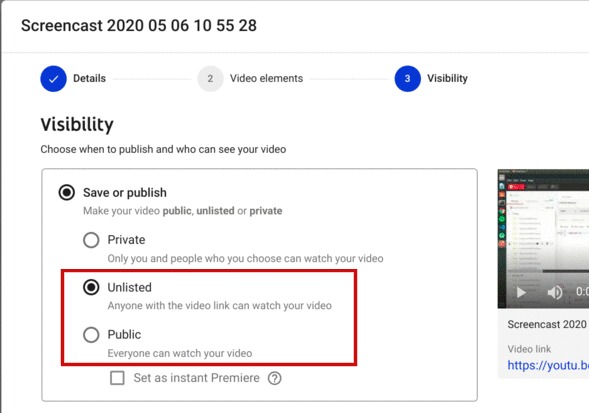 Screencast 2020 05 06 10 55 28
Details
2 Video elements
3 Visibility
Visibility
Choose when to publish and who can see your video
Save or publish
Make your video public, unlisted or private
Private
Only you and people who you choose can watch your video
Unlisted
Anyone with the video link can watch your video
Public
Everyone can watch your video
Set as instant Premiere
Screencast 2020
Video link
https://youtu.be